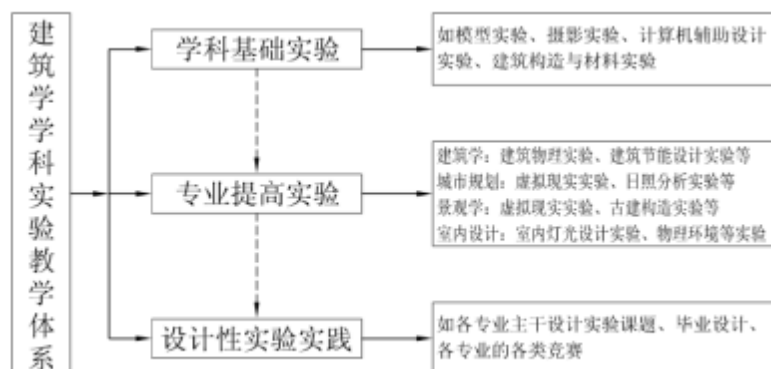 建筑学学科实验教学体系
学科基础实验
如模型实验、摄影实验、计算机辅助设计
实验、建筑构造与材料实验
专业提高实验
建筑学：建筑物理实验、建筑节能设计实验等
城市规划：虚拟现实实验、日照分析实验等
景观学：虚拟现实实验、古建构造实验等
室内设计：室内灯光设计实验、物理环境等实验
设计性实验实践
如各专业主干设计实验课题、毕业设计、
各专业的各类竞赛